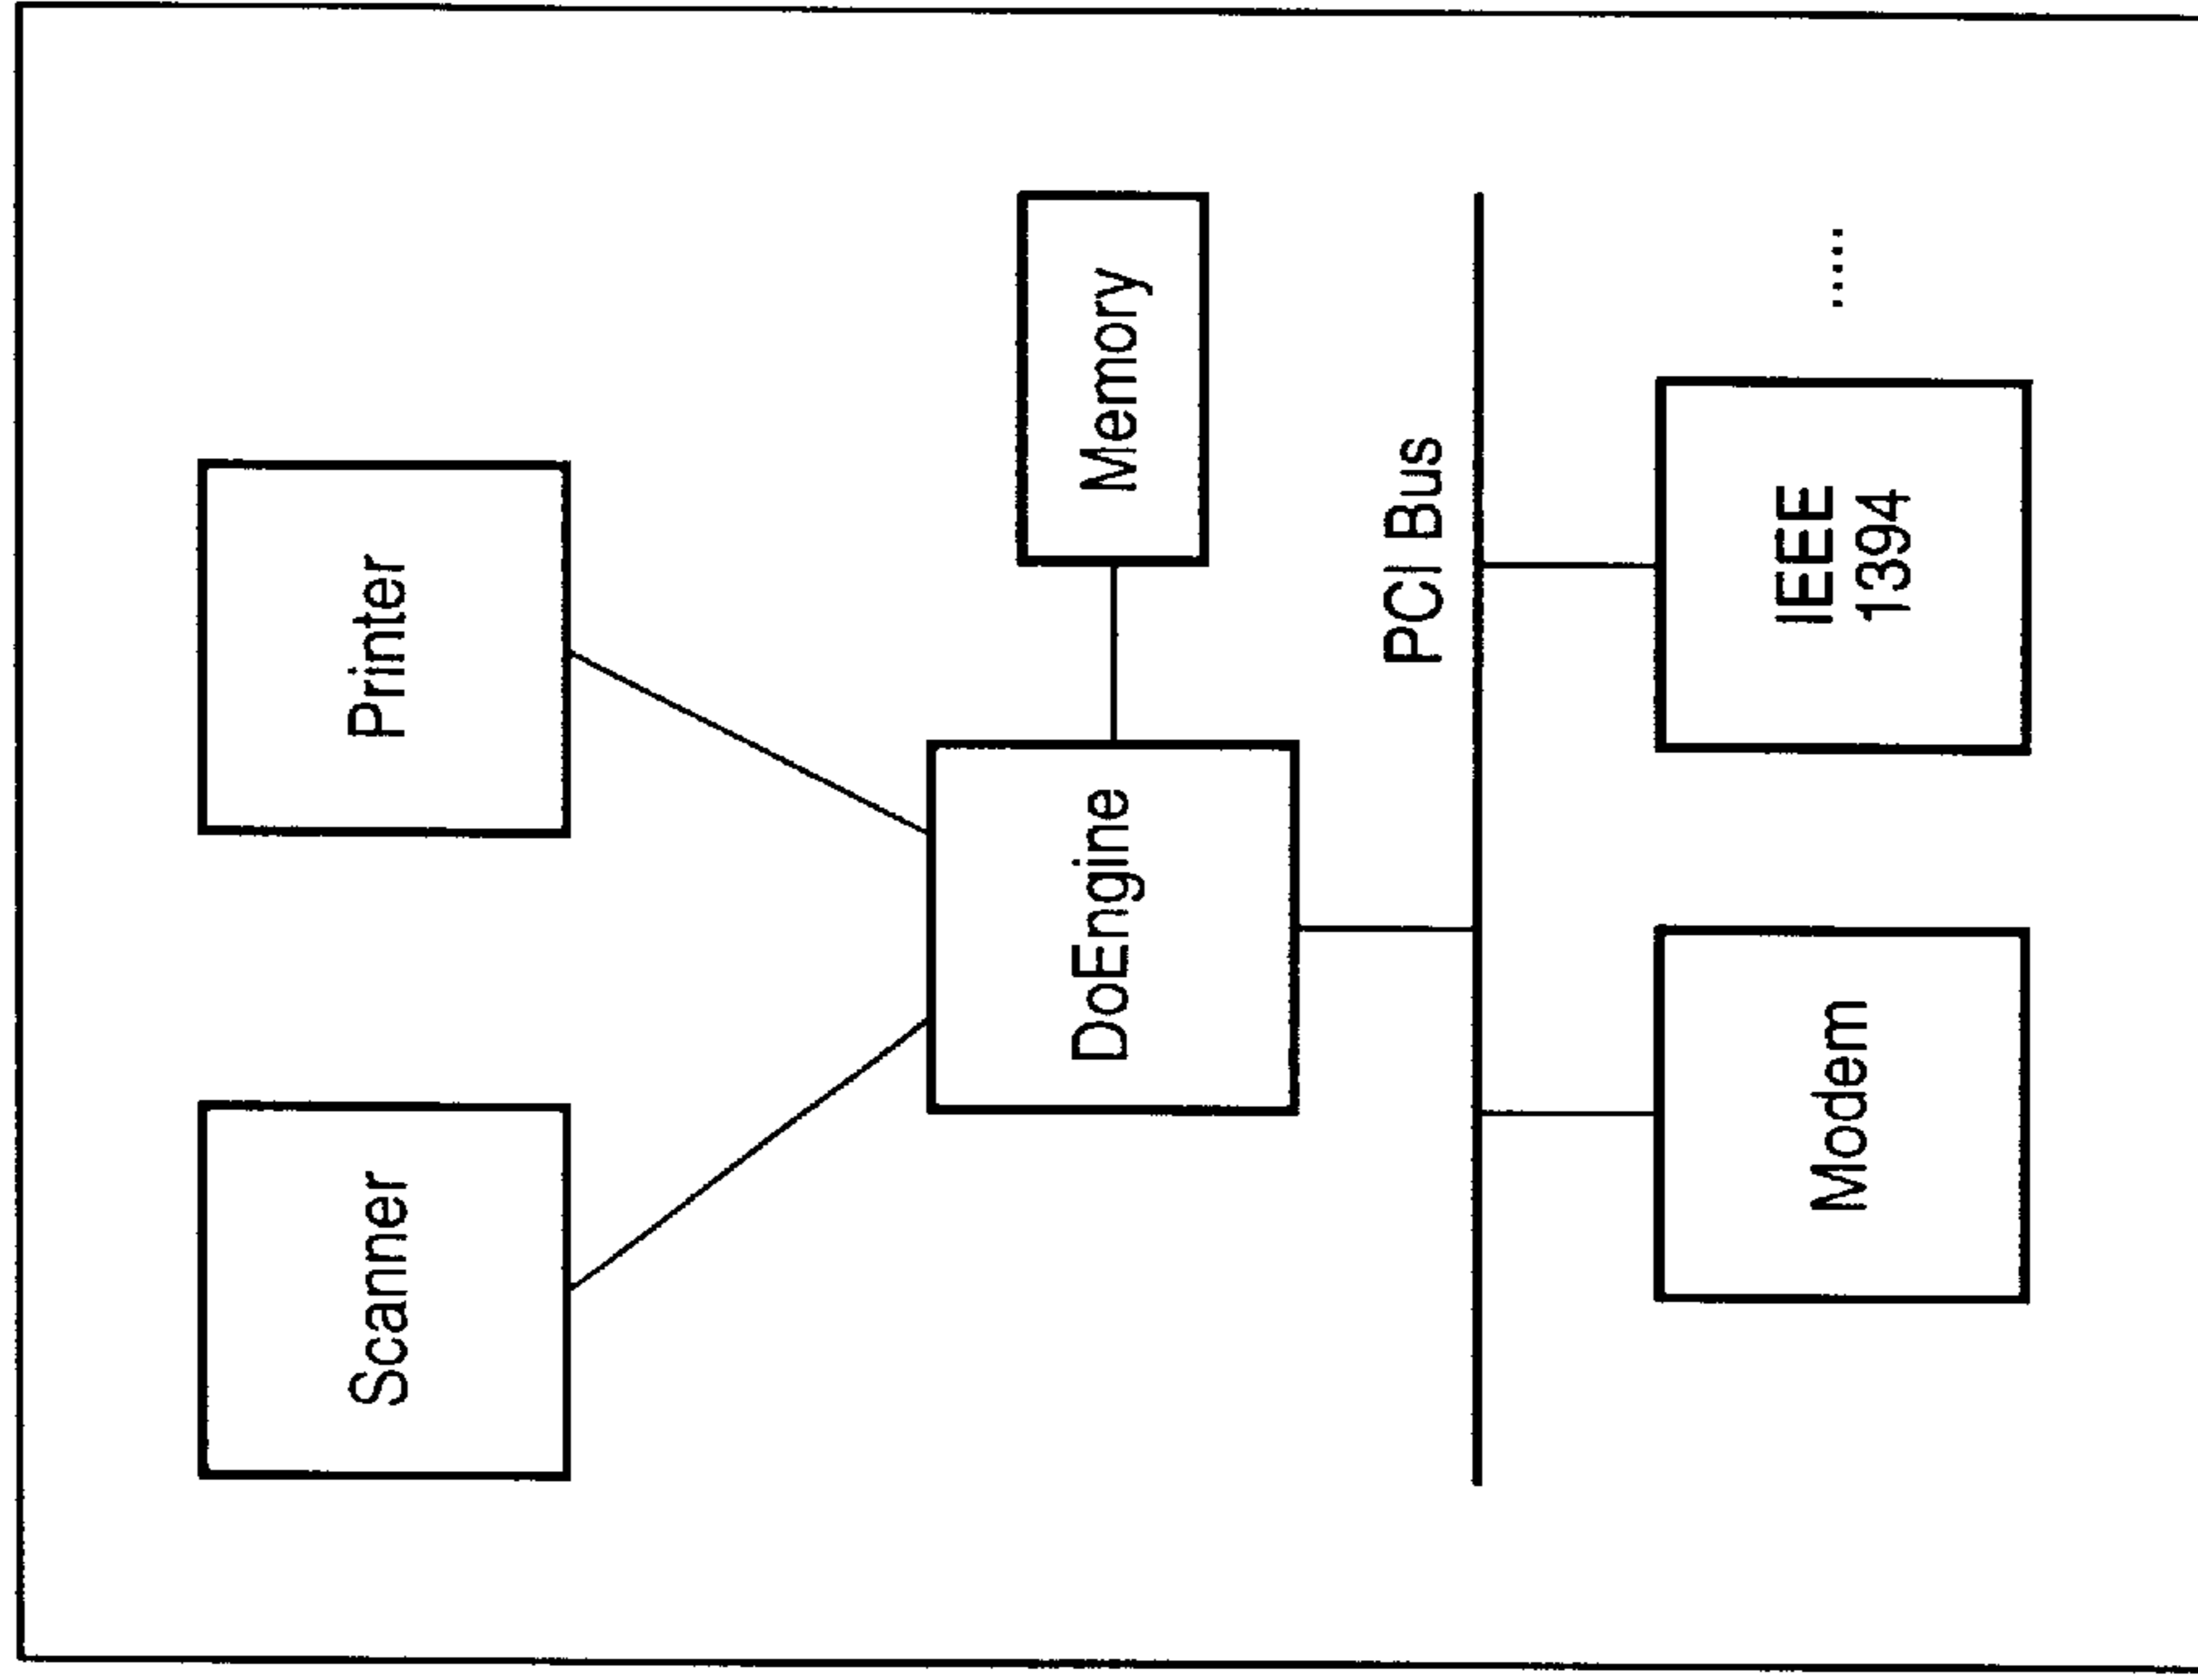 Scanner
Printer
DoEngine
Memory
PCI Bus
Modem
IEEE
1394
.....